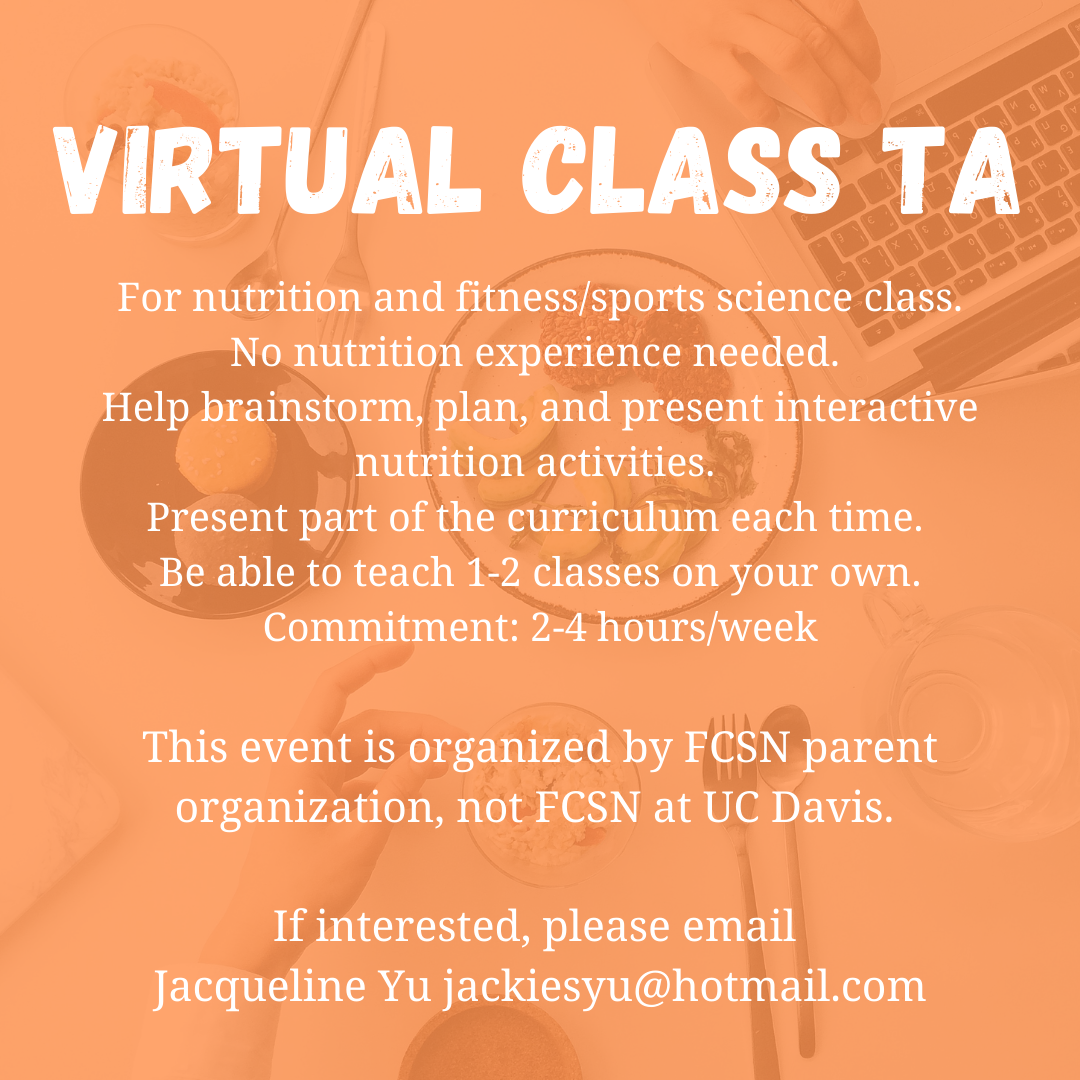 VIRTUAL CLASS TA
For nutrition and fitness/sports science class.
No nutrition experience needed.
Help brainstorm, plan, and present interactive
nutrition activities.
Present part of the curriculum each time.
Be able to teach 1-2 classes on your own.
Commitment: 2-4 hours/week
This event is organized by FCSN parent
organization, not FCSN at UC Davis.
If interested, please email
Jacqueline Yu jackiesyu@hotmail.com